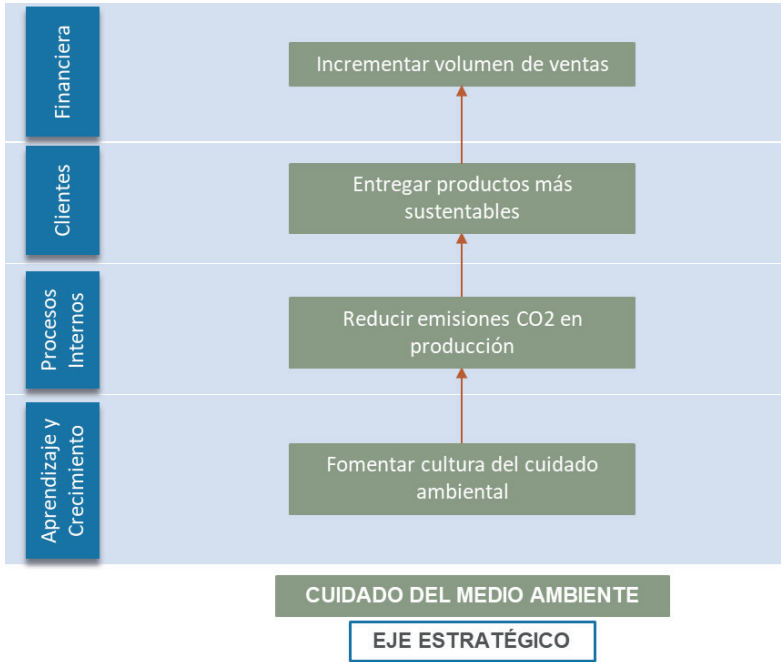 Financiera
Incrementar volumen de ventas
Clientes
Entregar productos más
sustentables
Procesos
Internos
Reducir emisiones CO2 en
producción
Aprendizaje y
Crecimiento
Fomentar cultura del cuidado
ambiental
CUIDADO DEL MEDIO AMBIENTE
EJE ESTRATÉGICO